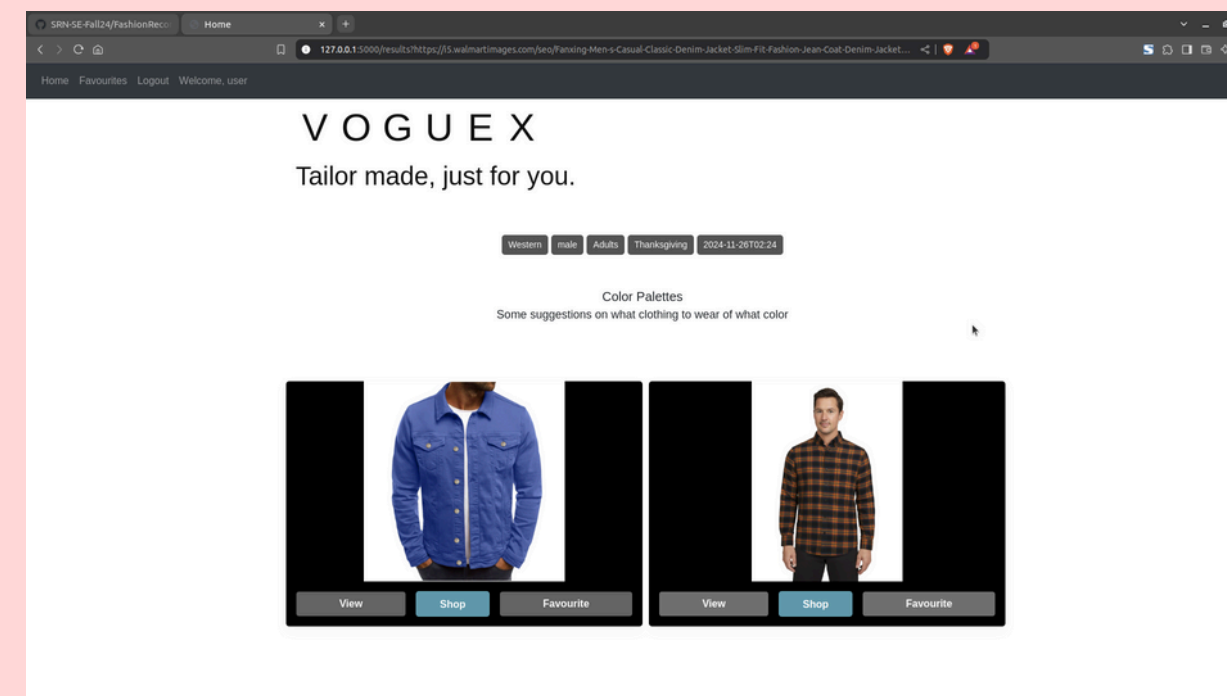 SRN-SE-Fall24/FashionReco
Home
127.0.0.1:5000/results?https://i5.walmartimages.com/seo/Fanxing-Men-s-Casual-Classic-Denim-Jacket-Slim-Fit-Fashion-Jean-Coat-Denim-Jacket...
Home Favourites Logout Welcome, user
VOGUEX
Tailor made, just for you.
Western male Adults Thanksgiving 2024-11-26T02:24
Color Palettes
Some suggestions on what clothing to wear of what color
View Shop Favourite View Shop Favourite